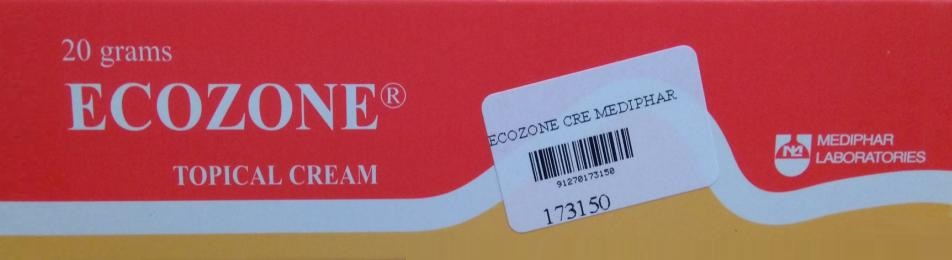 20 grams
ECOZONE®
TOPICAL CREAM
ECOZONE CRE MEDIPHAR
91270173150
173150
MEDIPHAR
LABORATORIES